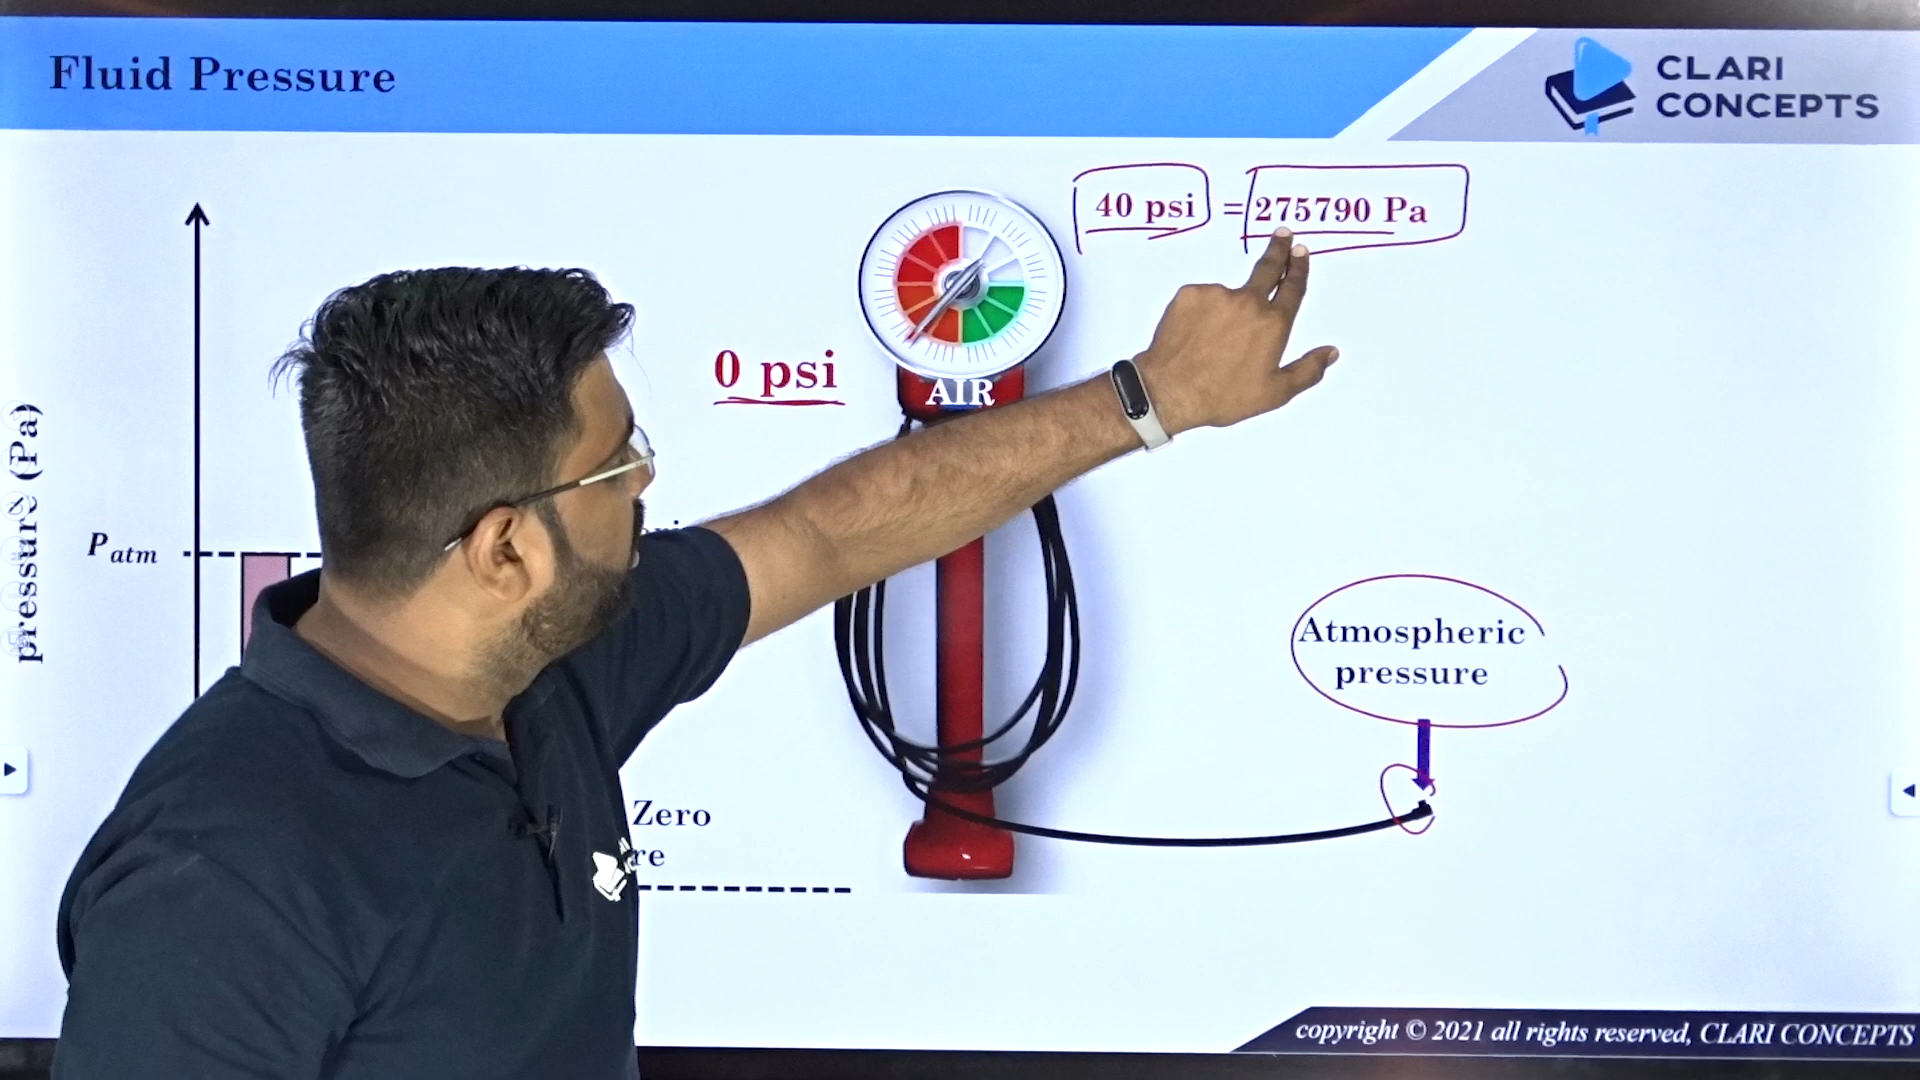 Fluid Pressure
CLARI
CONCEPTS
40 psi = 275790 Pa
0 psi
AIR
pressure (Pa)
P atm
Atmospheric
pressure
Zero
copyright © 2021 all rights reserved, CLARI CONCEPTS